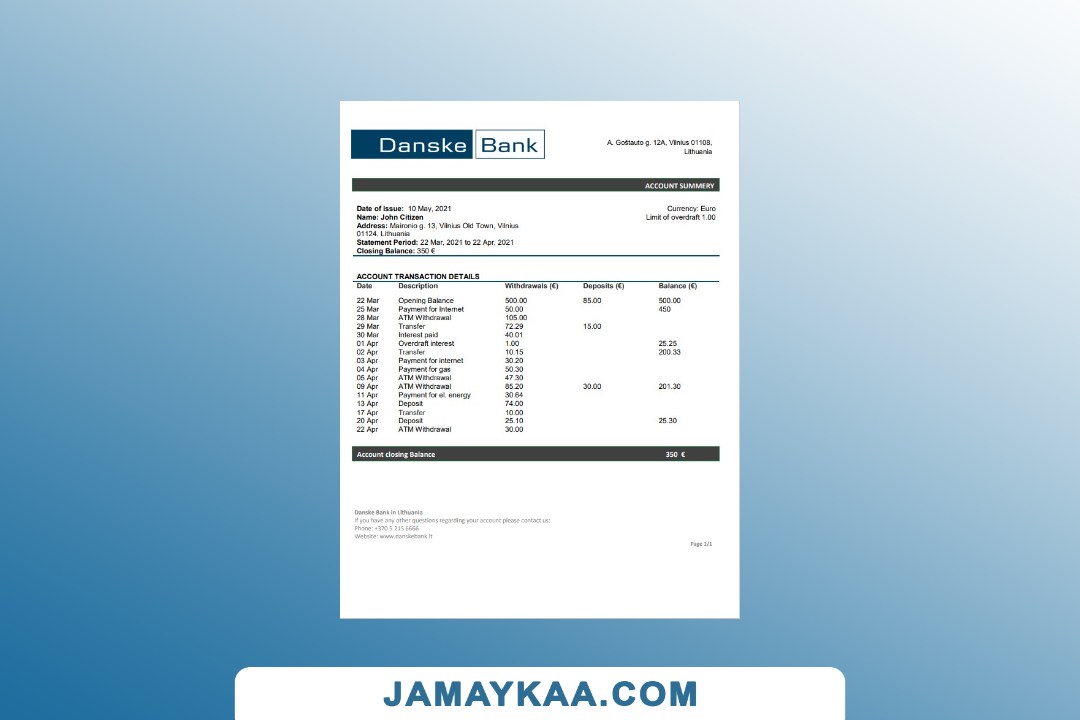 Danske Bank
A. Goštauto g. 12A, Vilnius 01108,
Lithuania
ACCOUNT SUMMERY
Date of issue: 10 May, 2021
Name: John Citizen
Address: Maironio g. 13, Vilnius Old Town, Vilnius
01124, Lithuania
Statement Period: 22 Mar, 2021 to 22 Apr, 2021
Closing Balance: 350 €
Currency: Euro
Limit of overdraft 1.00
ACCOUNT TRANSACTION DETAILS
Date Description Withdrawals (€) Deposits (€) Balance (€)
22 Mar Opening Balance 500.00 85.00 500.00
25 Mar Payment for Internet 50.00 450
28 Mar ATM Withdrawal 105.00
29 Mar Transfer 72.29 15.00
30 Mar Interest paid 40.01
01 Apr Overdraft interest 1.00 25.25
02 Apr Transfer 10.15 200.33
03 Apr Payment for internet 30.20
04 Apr Payment for gas 50.30
05 Apr ATM Withdrawal 47.30
09 Apr ATM Withdrawal 85.20 30.00 201.30
11 Apr Payment for el. energy 30.64
13 Apr Deposit 74.00
17 Apr Transfer 10.00
20 Apr Deposit 25.10 25.30
22 Apr ATM Withdrawal 30.00
Account closing Balance 350 €
Danske Bank in Lithuania
If you have any other questions regarding your account please contact us:
Phone: +370 5 215 6666
Website: www.danskebank.lt
Page 1/1
JAMAYKAA.COM